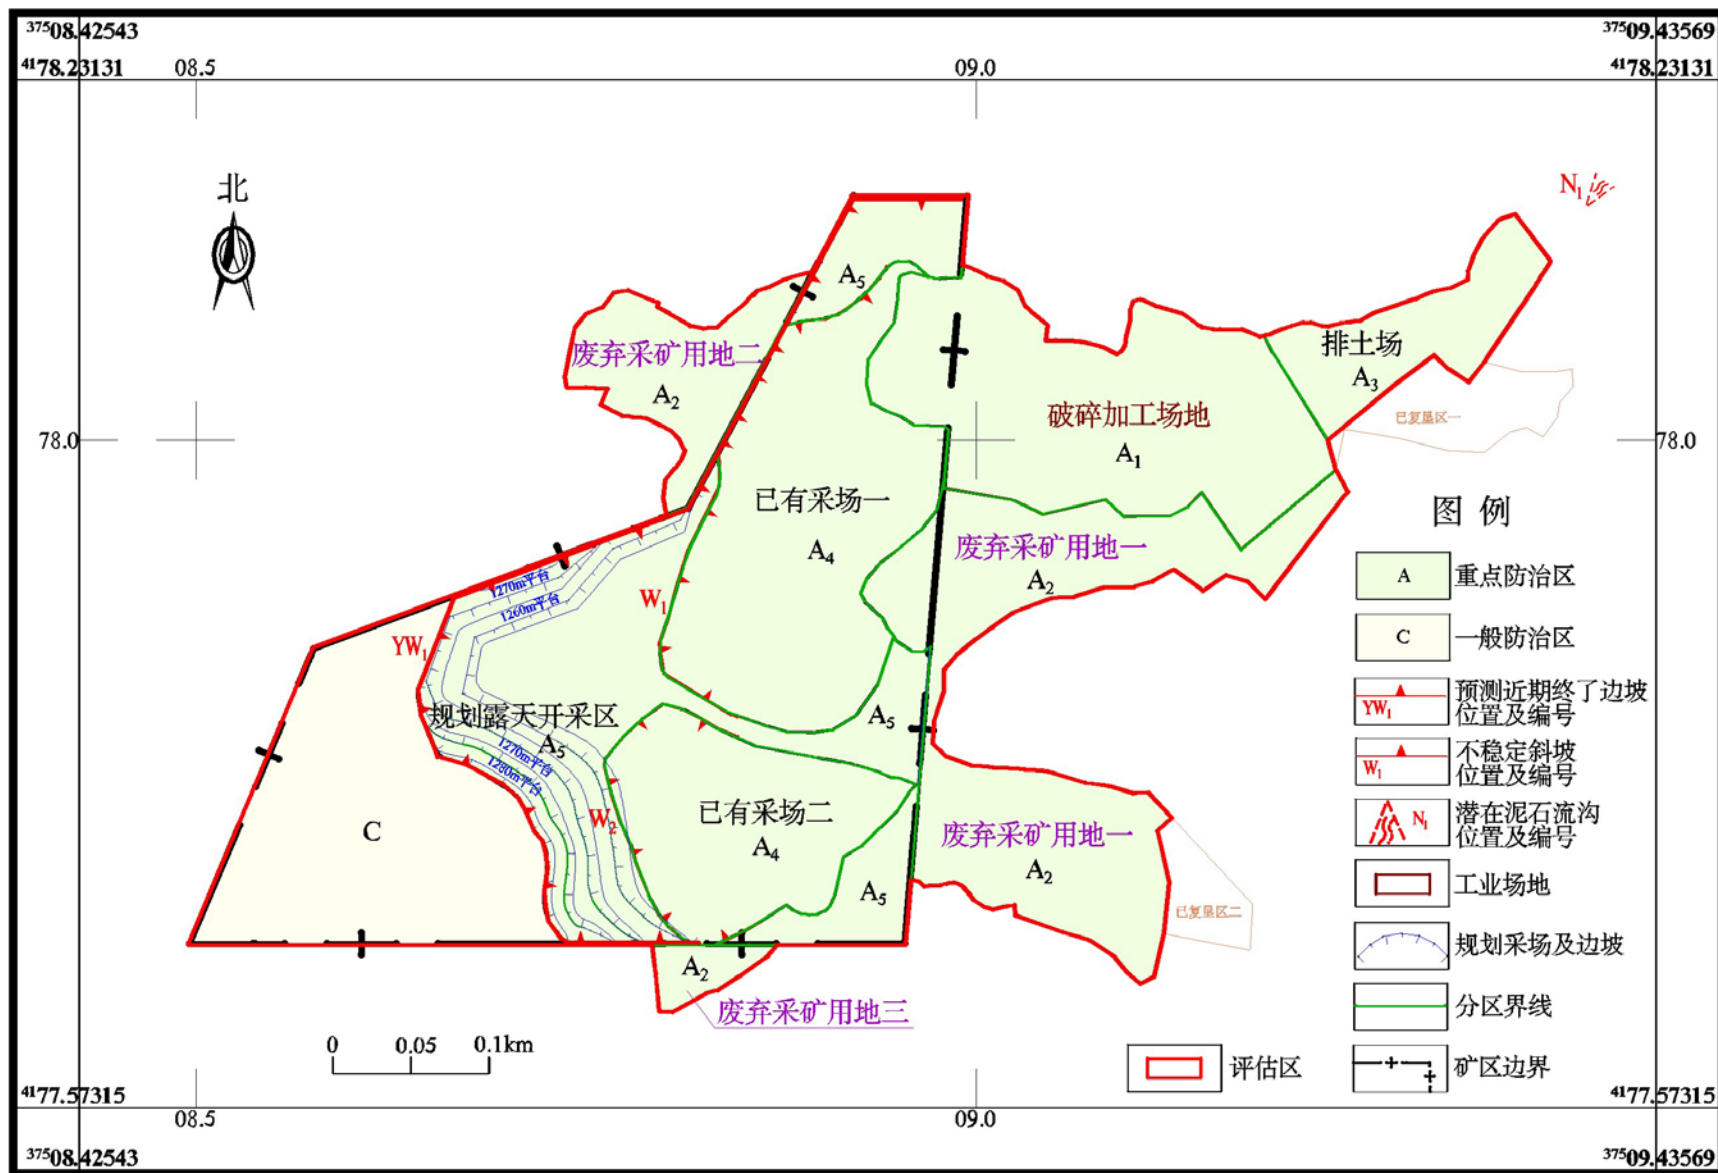 37508.42543
37509.43569
4178.23131
08.5
09.0
4178.23131
北
N1
A5
废弃采矿用地二
A2
排土场
A3
已复垦区一
破碎加工场地
A1
78.0
78.0
已有采场一
A4
废弃采矿用地一
A2
W1
1270m平台
1260m平台
YW1
规划露天开采区
A5
1270m平台
1280m平台
A5
W2
已有采场二
A4
废弃采矿用地一
A2
C
A5
已复垦区二
A2
废弃采矿用地三
图 例
A
重点防治区
C
一般防治区
YW1
预测近期终了边坡
位置及编号
W1
不稳定斜坡
位置及编号
N1
潜在泥石流沟
位置及编号
工业场地
规划采场及边坡
分区界线
评估区
矿区边界
0 0.05 0.1km
4177.57315
08.5
09.0
4177.57315
37508.42543
37509.43569